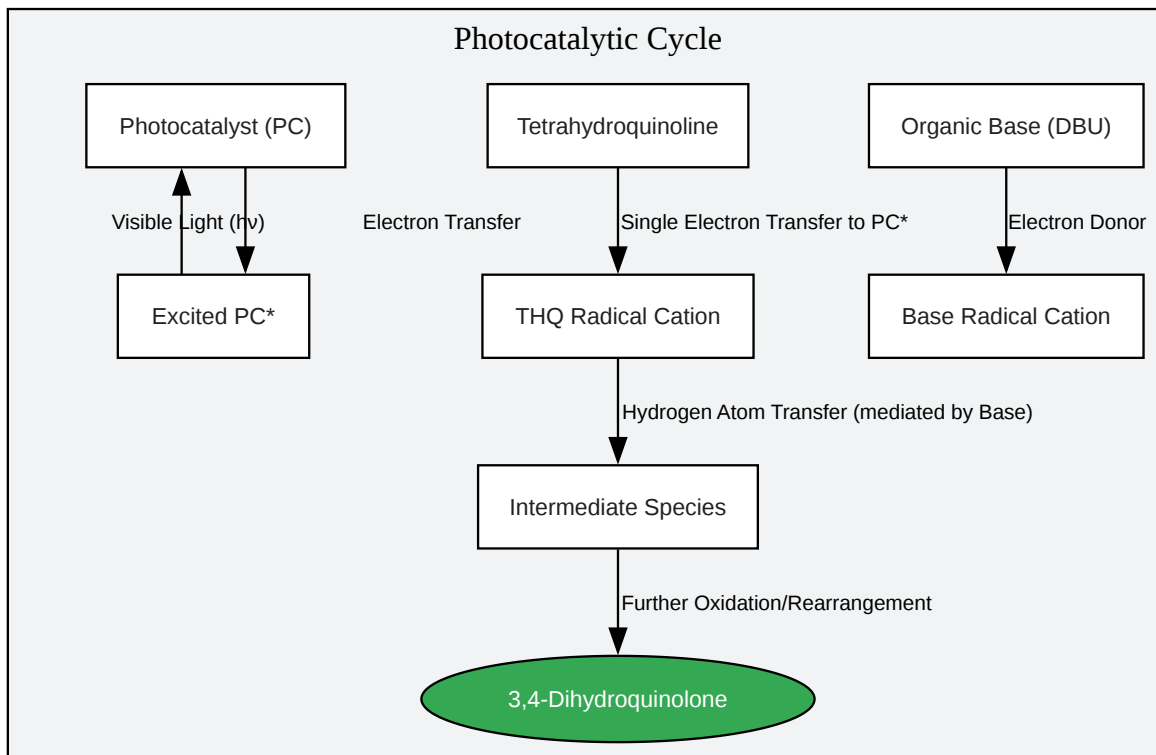 Photocatalytic Cycle
Photocatalyst (PC)
Tetrahydroquinoline
Organic Base (DBU)
Visible Light (hν)
Electron Transfer
Single Electron Transfer to PC*
Electron Donor
Excited PC*
THQ Radical Cation
Base Radical Cation
Hydrogen Atom Transfer (mediated by Base)
Intermediate Species
Further Oxidation/Rearrangement
3,4-Dihydroquinolone